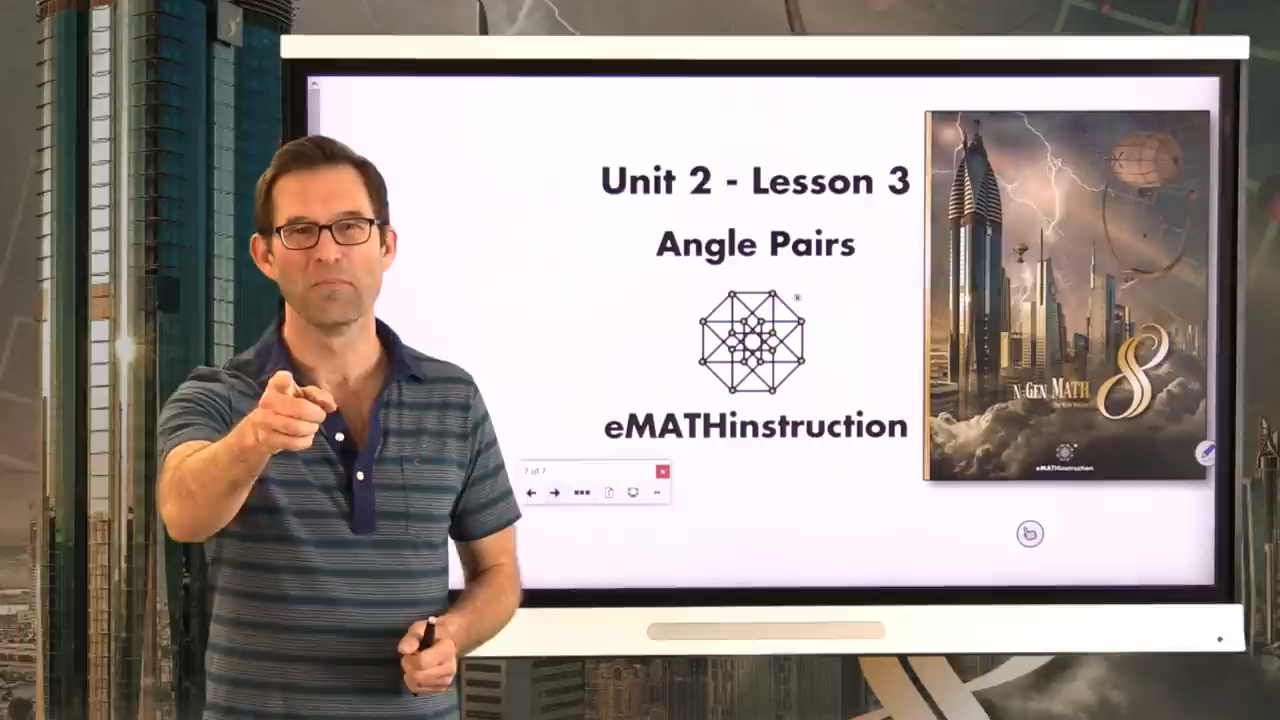 Unit 2 - Lesson 3
Angle Pairs
®
eMATHinstruction
7 of 7
N-GEN MATH
8
eMATHinstruction